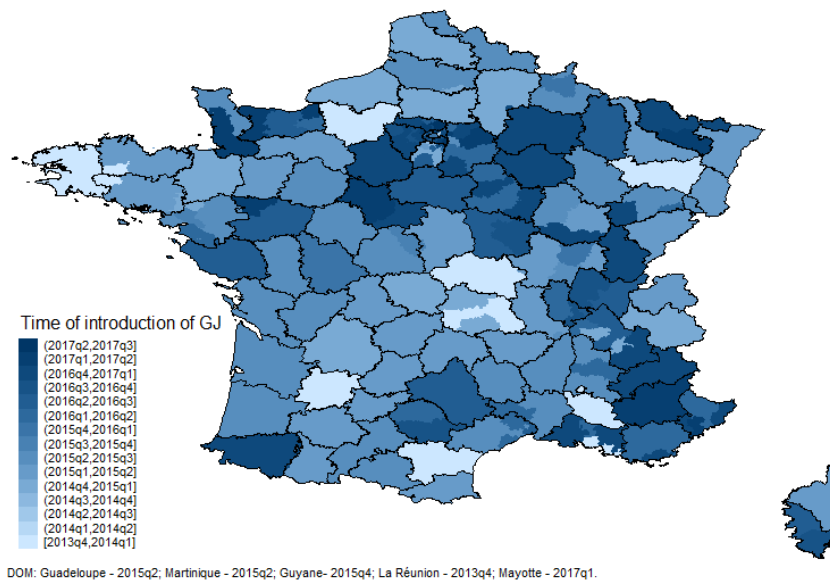 Time of introduction of GJ
(2017q2,2017q3]
(2017q1,2017q2]
(2016q4,2017q1]
(2016q3,2016q4]
(2016q2,2016q3]
(2016q1,2016q2]
(2015q4,2016q1]
(2015q3,2015q4]
(2015q2,2015q3]
(2015q1,2015q2]
(2014q4,2015q1]
(2014q3,2014q4]
(2014q2,2014q3]
(2014q1,2014q2]
[2013q4,2014q1]
DOM: Guadeloupe - 2015q2; Martinique - 2015q2; Guyane- 2015q4; La Réunion - 2013q4; Mayotte - 2017q1.